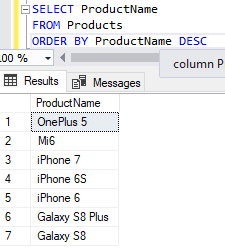 SELECT ProductName
FROM Products
ORDER BY ProductName DESC
00 %
column P
Results
Messages
ProductName
1 OnePlus 5
2 Mi6
3 iPhone 7
4 iPhone 6S
5 iPhone 6
6 Galaxy S8 Plus
7 Galaxy S8